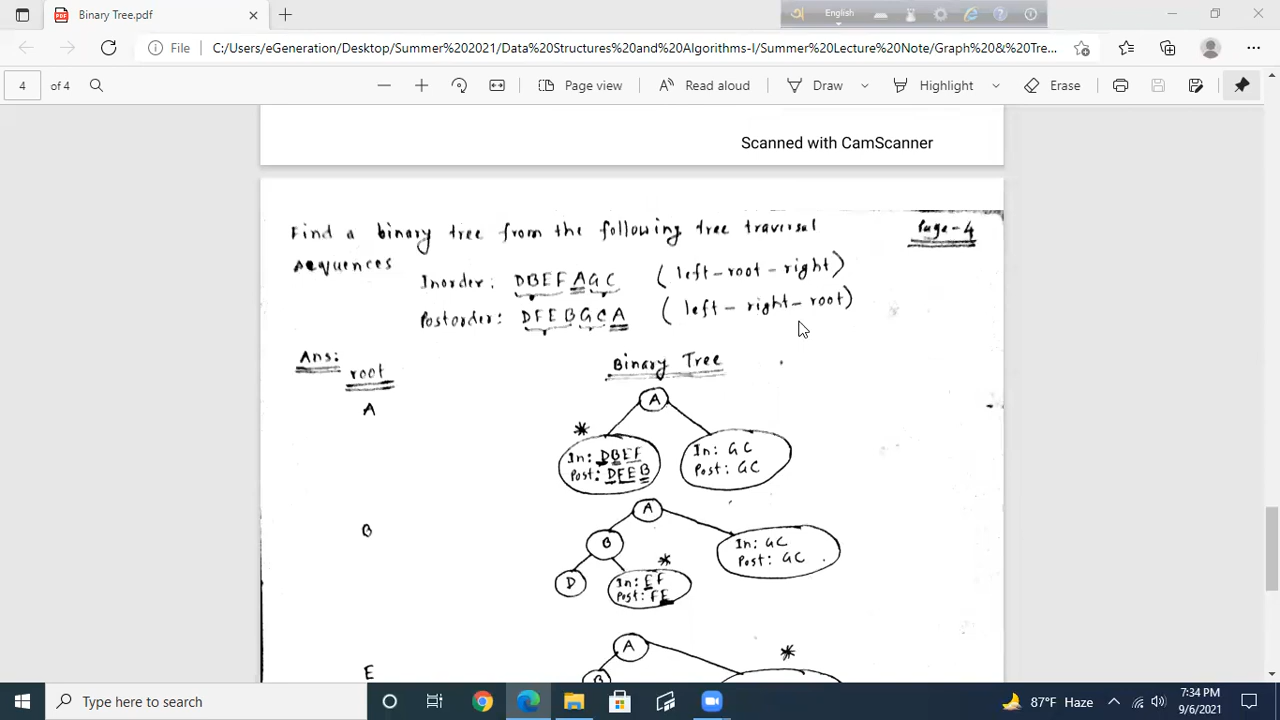 Binary Tree.pdf
English
File
C:/Users/eGeneration/Desktop/Summer%202021/Data%20Structures%20and%20Algorithms-I/Summer%20Lecture%20Note/Graph%20&%20Tre...
4 of 4
Page view
Read aloud
Draw
Highlight
Erase
Scanned with CamScanner
Find a binary tree from the following tree traversal
Page-4
sequences
Inorder: DBEFAGC (left-root-right)
Postorder: DFEBGCA (left-right-root)
Ans:
root
Binary Tree
A
A
*
In: DBEF
Post: DFEB
In: GC
Post: GC
B
A
B
D
*
In: EF
Post: FE
In: GC
Post: GC
E
A
*
B
Type here to search
87°F Haze
7:34 PM
9/6/2021